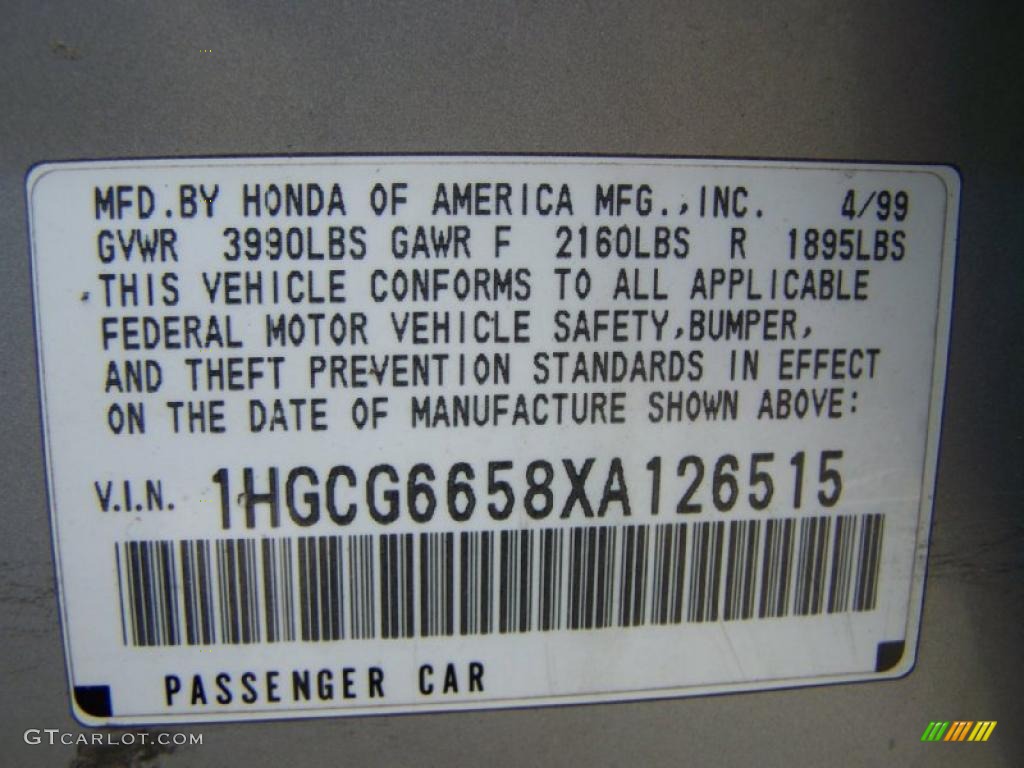 MFD.BY HONDA OF AMERICA MFG.,INC. 4/99
GVWR 3990LBS GAWR F 2160LBS R 1895LBS
THIS VEHICLE CONFORMS TO ALL APPLICABLE
FEDERAL MOTOR VEHICLE SAFETY,BUMPER,
AND THEFT PREVENTION STANDARDS IN EFFECT
ON THE DATE OF MANUFACTURE SHOWN ABOVE:
V.I.N. 1HGCG6658XA126515
PASSENGER CAR
GTCARLOT.COM